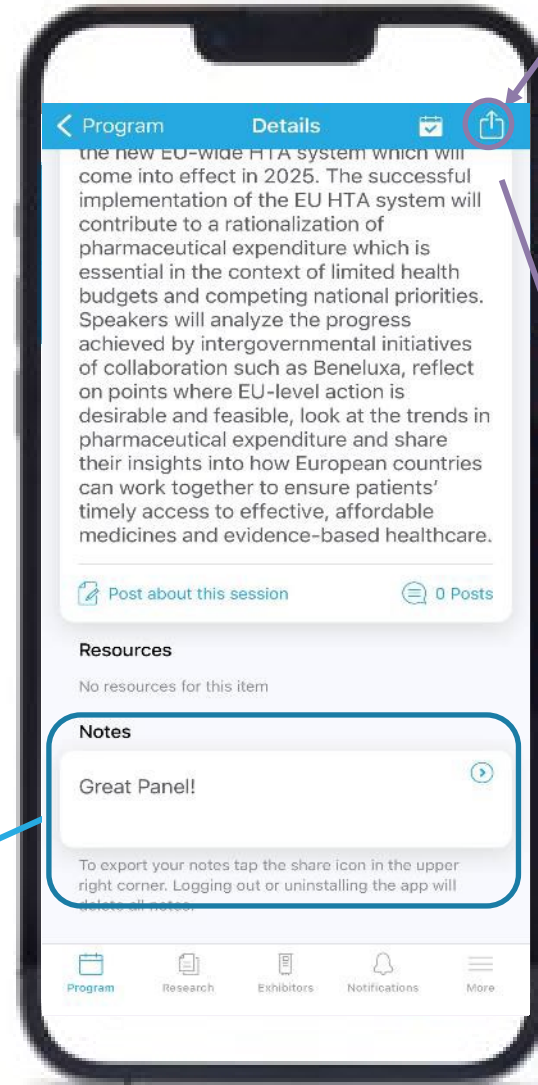 Program
Details
the new EU-wide HTA system which will
come into effect in 2025. The successful
implementation of the EU HTA system will
contribute to a rationalization of
pharmaceutical expenditure which is
essential in the context of limited health
budgets and competing national priorities.
Speakers will analyze the progress
achieved by intergovernmental initiatives
of collaboration such as Beneluxa, reflect
on points where EU-level action is
desirable and feasible, look at the trends in
pharmaceutical expenditure and share
their insights into how European countries
can work together to ensure patients'
timely access to effective, affordable
medicines and evidence-based healthcare.
Post about this session
0 Posts
Resources
No resources for this item
Notes
Great Panel!
To export your notes tap the share icon in the upper
right corner. Logging out or uninstalling the app will
delete all notes.
Program
Research
Exhibitors
Notifications
More